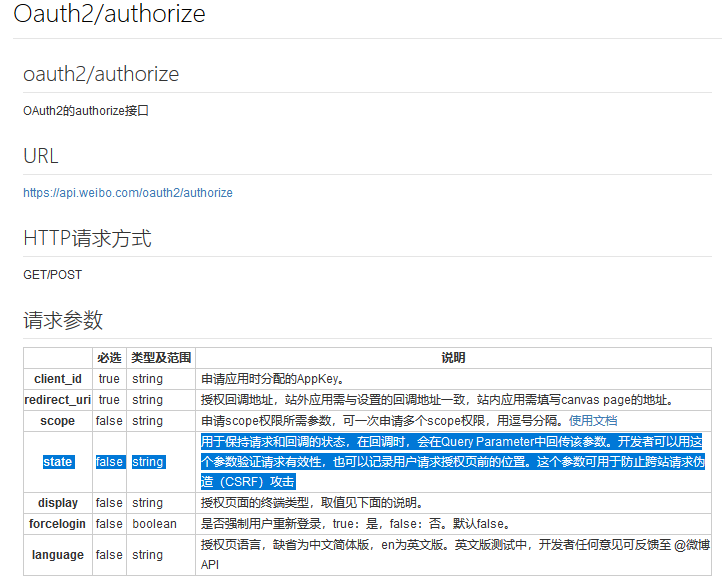 Oauth2/authorize
oauth2/authorize
OAuth2的authorize接口
URL
https://api.weibo.com/oauth2/authorize
HTTP请求方式
GET/POST
请求参数
必选 类型及范围 说明
client_id true string 申请应用时分配的AppKey。
redirect_uri true string 授权回调地址，站外应用需与设置的回调地址一致，站内应用需填写canvas page的地址。
scope false string 申请scope权限所需参数，可一次申请多个scope权限，用逗号分隔。使用文档
用于保持请求和回调的状态，在回调时，会在Query Parameter中回传该参数。开发者可以用这
state false string 个参数验证请求有效性，也可以记录用户请求授权页前的位置。这个参数可用于防止跨站请求伪
造（CSRF）攻击
display false string 授权页面的终端类型，取值见下面的说明。
forcelogin false boolean 是否强制用户重新登录，true：是，false：否。默认false。
language false string 授权页语言，缺省为中文简体版，en为英文版。英文版测试中，开发者任何意见可反馈至 @微博
API